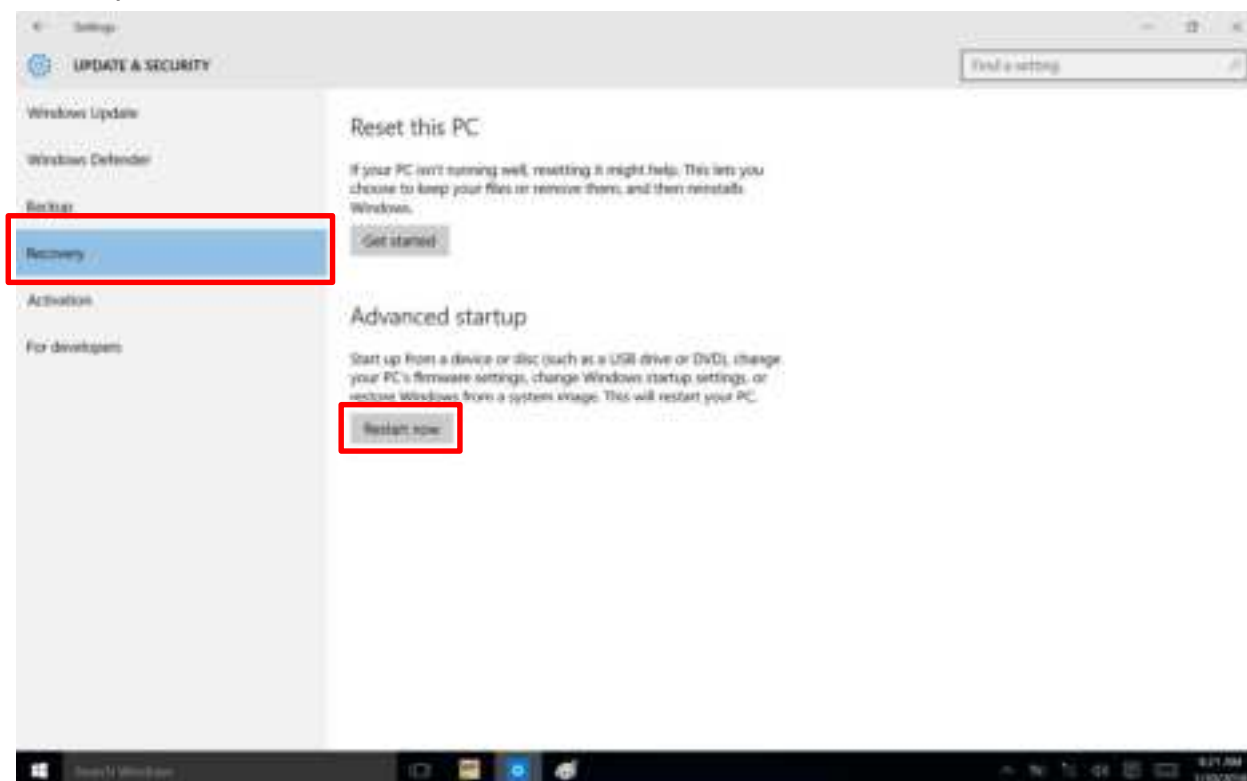 Settings
UPDATE & SECURITY
Find a setting
Windows Update
Windows Defender
Backup
Recovery
Activation
For developers
Reset this PC
If your PC isn't running well, resetting it might help. This lets you
choose to keep your files or remove them, and then reinstalls
Windows.
Get started
Advanced startup
Start up from a device or disc (such as a USB drive or DVD), change
your PC's firmware settings, change Windows startup settings, or
restore Windows from a system image. This will restart your PC.
Restart now
Search Windows